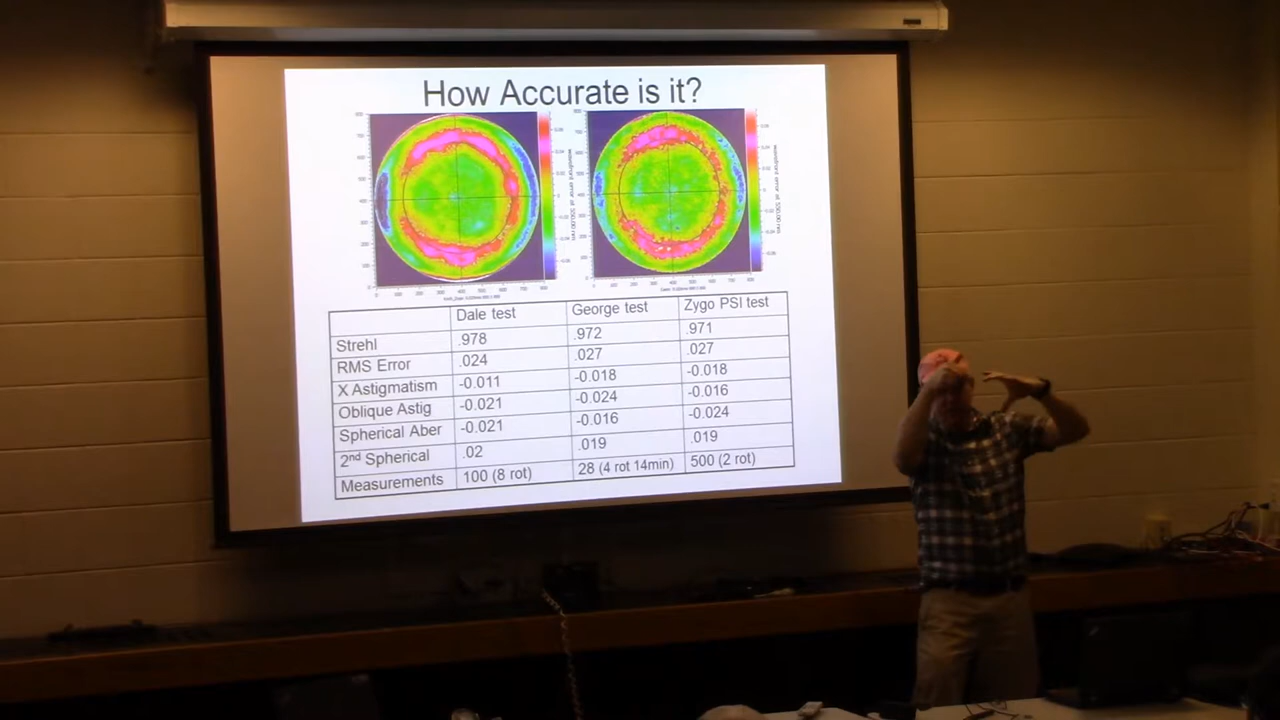 How Accurate is it?
Dale test George test Zygo PSI test
Strehl .978 .972 .971
RMS Error .024 .027 .027
X Astigmatism -0.011 -0.018 -0.018
Oblique Astig -0.021 -0.024 -0.016
Spherical Aber -0.021 -0.016 -0.024
2nd Spherical .02 .019 .019
Measurements 100 (8 rot) 28 (4 rot 14min) 500 (2 rot)